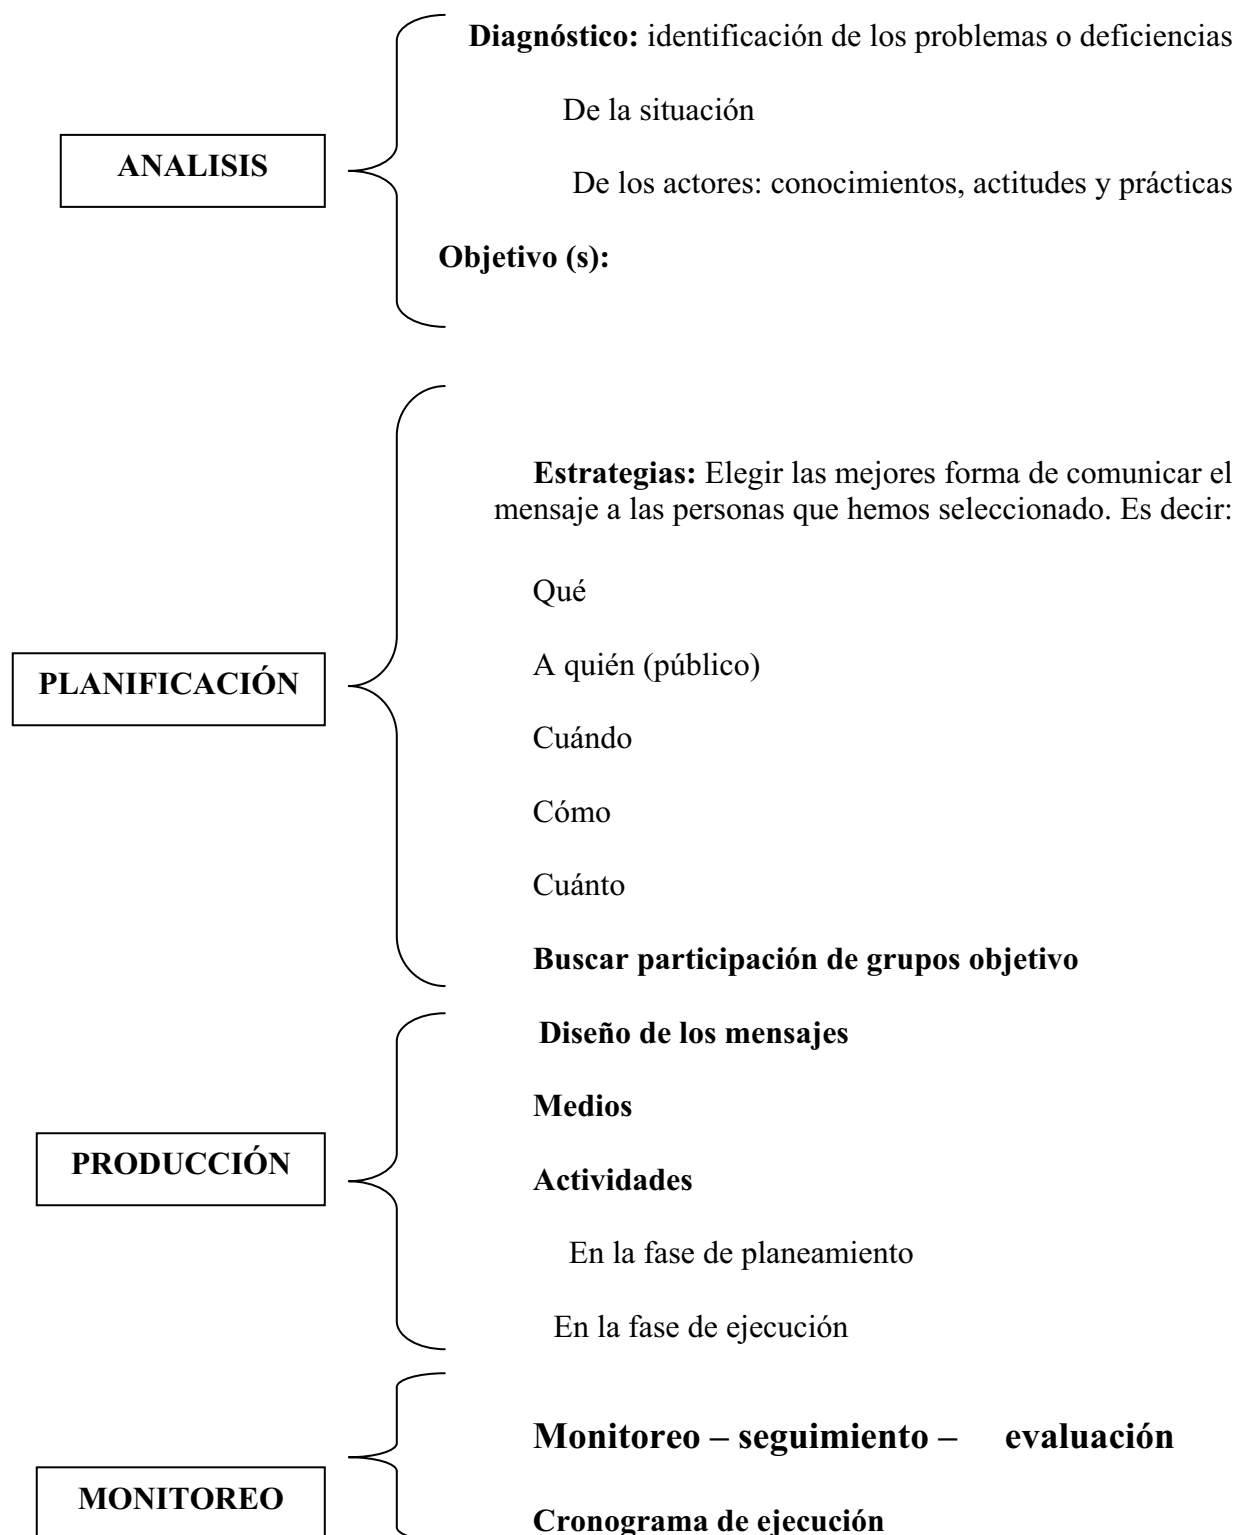 ANALISIS
Diagnóstico: identificación de los problemas o deficiencias
De la situación
De los actores: conocimientos, actitudes y prácticas
Objetivo (s):
PLANIFICACIÓN
Estrategias: Elegir las mejores forma de comunicar el
mensaje a las personas que hemos seleccionado. Es decir:
Qué
A quién (público)
Cuándo
Cómo
Cuánto
Buscar participación de grupos objetivo
PRODUCCIÓN
Diseño de los mensajes
Medios
Actividades
En la fase de planeamiento
En la fase de ejecución
MONITOREO
Monitoreo – seguimiento – evaluación
Cronograma de ejecución